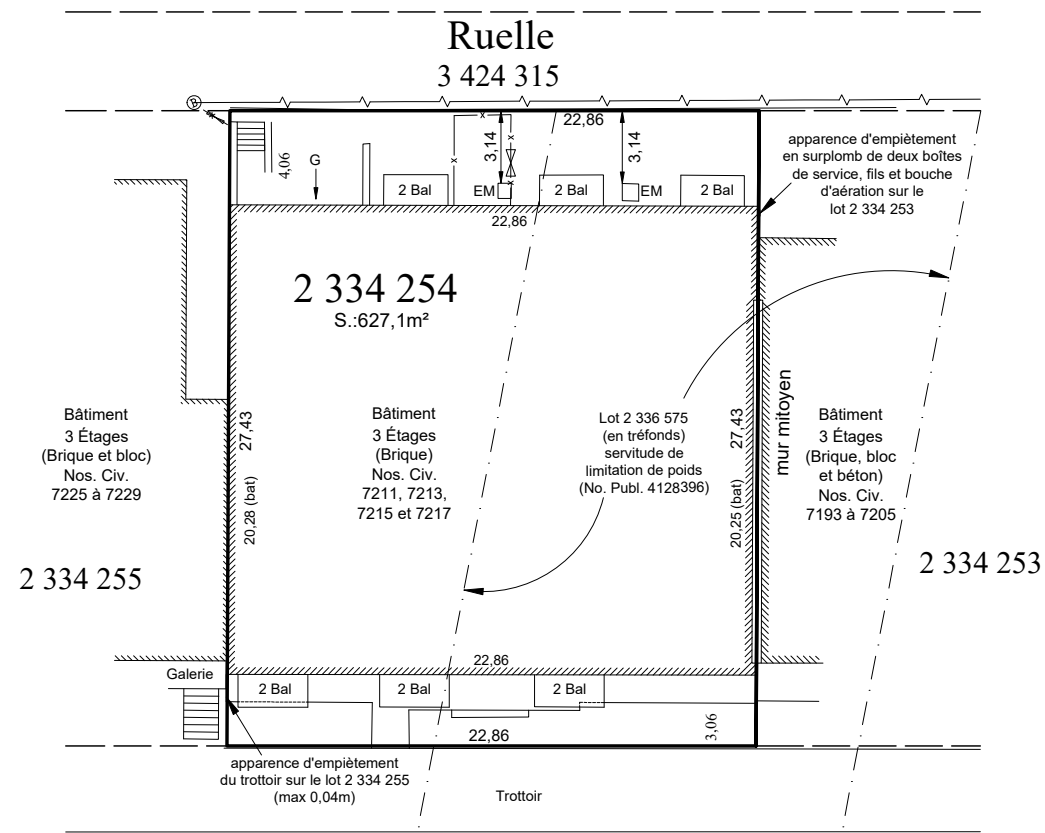 Ruelle
3 424 315
B
22,86
x
x
x
x
3,14
3,14
4,06
G
2 Bal
EM
2 Bal
EM
2 Bal
22,86
apparence d'empiètement
en surplomb de deux boîtes
de service, fils et bouche
d'aération sur le
lot 2 334 253
2 334 254
S.:627,1m²
Bâtiment
3 Étages
(Brique et bloc)
Nos. Civ.
7225 à 7229
2 334 255
27,43
20,28 (bat)
Bâtiment
3 Étages
(Brique)
Nos. Civ.
7211, 7213,
7215 et 7217
Lot 2 336 575
(en tréfonds)
servitude de
limitation de poids
(No. Publ. 4128396)
27,43
20,25 (bat)
mur mitoyen
Bâtiment
3 Étages
(Brique, bloc
et béton)
Nos. Civ.
7193 à 7205
2 334 253
22,86
Galerie
2 Bal
2 Bal
2 Bal
22,86
3,06
apparence d'empiètement
du trottoir sur le lot 2 334 255
(max 0,04m)
Trottoir